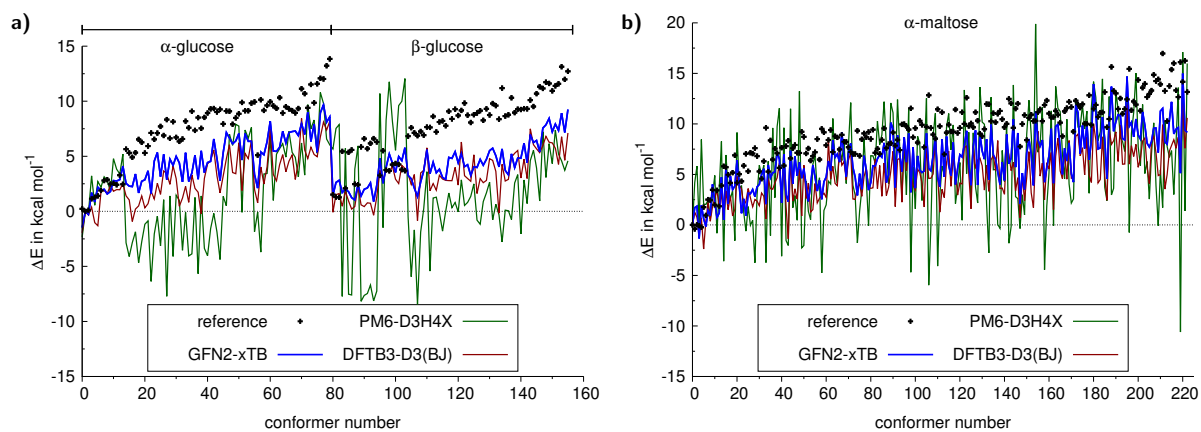 a)
α-glucose
β-glucose
ΔE in kcal mol⁻¹
15
10
5
0
-5
-10
-15
reference
PM6-D3H4X
GFN2-xTB
DFTB3-D3(BJ)
0 20 40 60 80 100 120 140 160
conformer number
b)
α-maltose
ΔE in kcal mol⁻¹
20
15
10
5
0
-5
-10
-15
reference
PM6-D3H4X
GFN2-xTB
DFTB3-D3(BJ)
0 20 40 60 80 100 120 140 160 180 200 220
conformer number